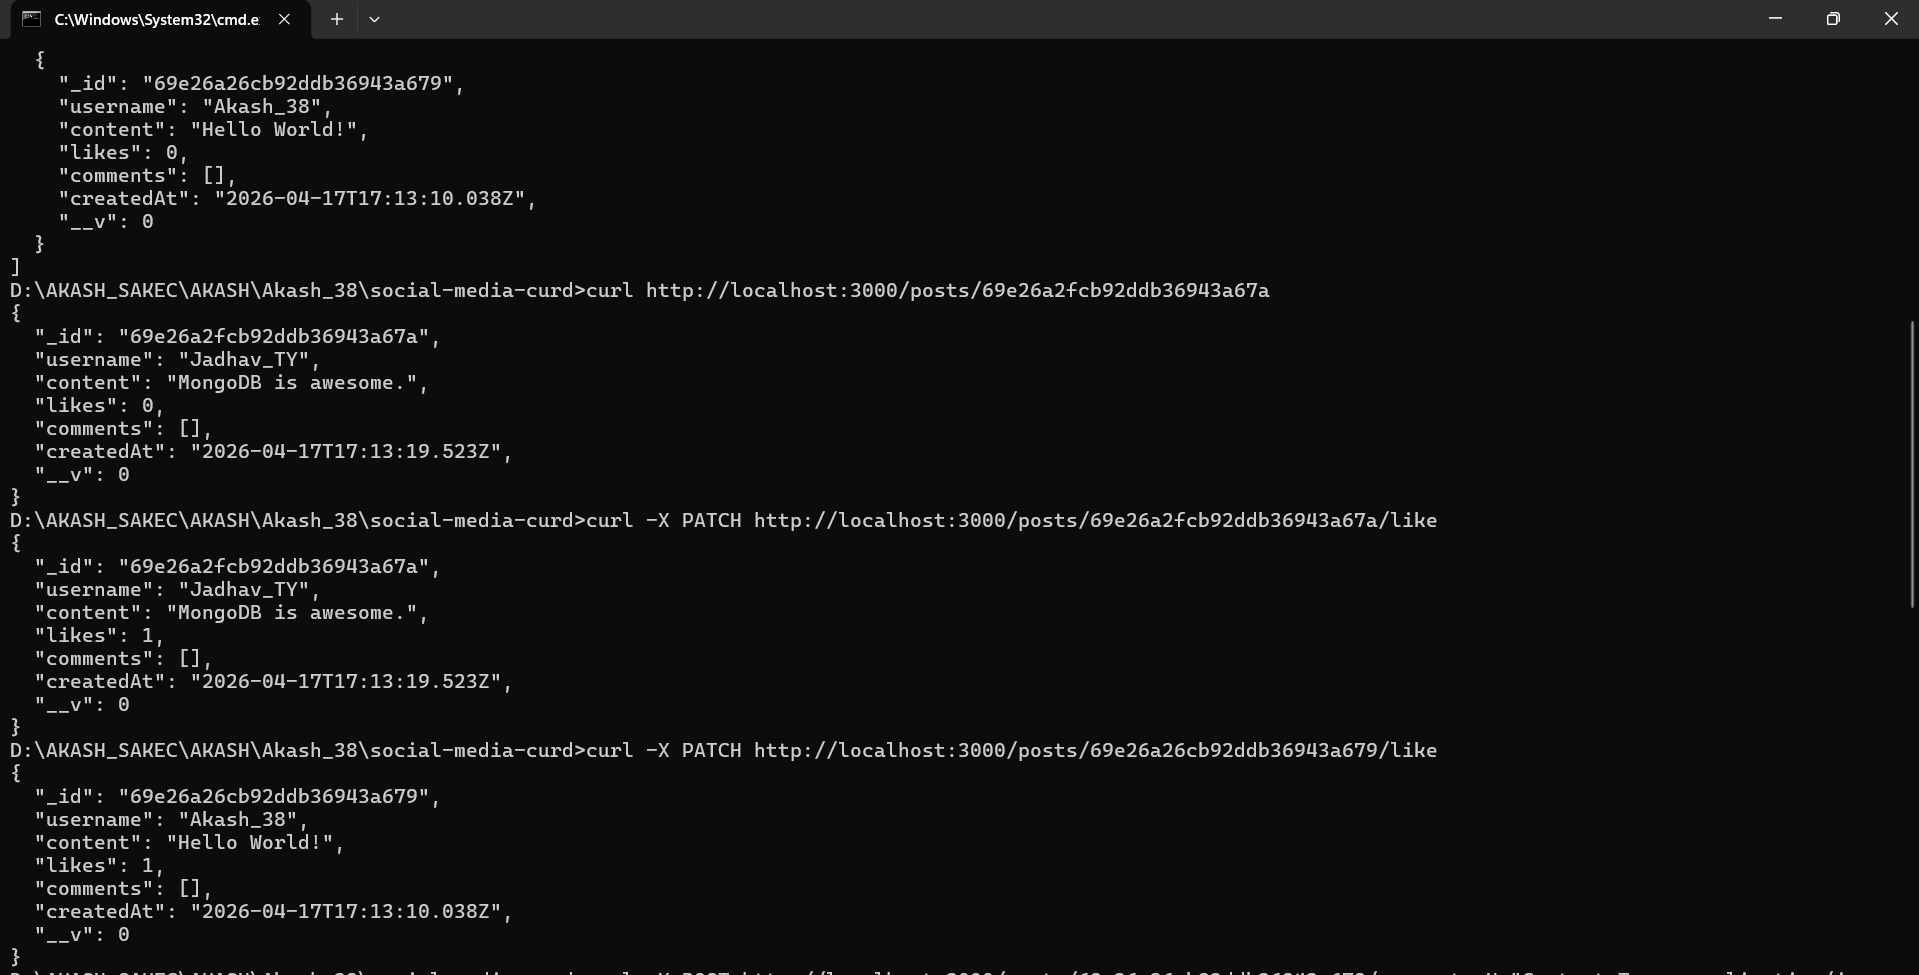 C:\Windows\System32\cmd.e
  {
    "_id": "69e26a26cb92ddb36943a679",
    "username": "Akash_38",
    "content": "Hello World!",
    "likes": 0,
    "comments": [],
    "createdAt": "2026-04-17T17:13:10.038Z",
    "__v": 0
  }
]
D:\AKASH_SAKEC\AKASH\Akash_38\social-media-curd>curl http://localhost:3000/posts/69e26a2fcb92ddb36943a67a
{
  "_id": "69e26a2fcb92ddb36943a67a",
  "username": "Jadhav_TY",
  "content": "MongoDB is awesome.",
  "likes": 0,
  "comments": [],
  "createdAt": "2026-04-17T17:13:19.523Z",
  "__v": 0
}
D:\AKASH_SAKEC\AKASH\Akash_38\social-media-curd>curl -X PATCH http://localhost:3000/posts/69e26a2fcb92ddb36943a67a/like
{
  "_id": "69e26a2fcb92ddb36943a67a",
  "username": "Jadhav_TY",
  "content": "MongoDB is awesome.",
  "likes": 1,
  "comments": [],
  "createdAt": "2026-04-17T17:13:19.523Z",
  "__v": 0
}
D:\AKASH_SAKEC\AKASH\Akash_38\social-media-curd>curl -X PATCH http://localhost:3000/posts/69e26a26cb92ddb36943a679/like
{
  "_id": "69e26a26cb92ddb36943a679",
  "username": "Akash_38",
  "content": "Hello World!",
  "likes": 1,
  "comments": [],
  "createdAt": "2026-04-17T17:13:10.038Z",
  "__v": 0
}